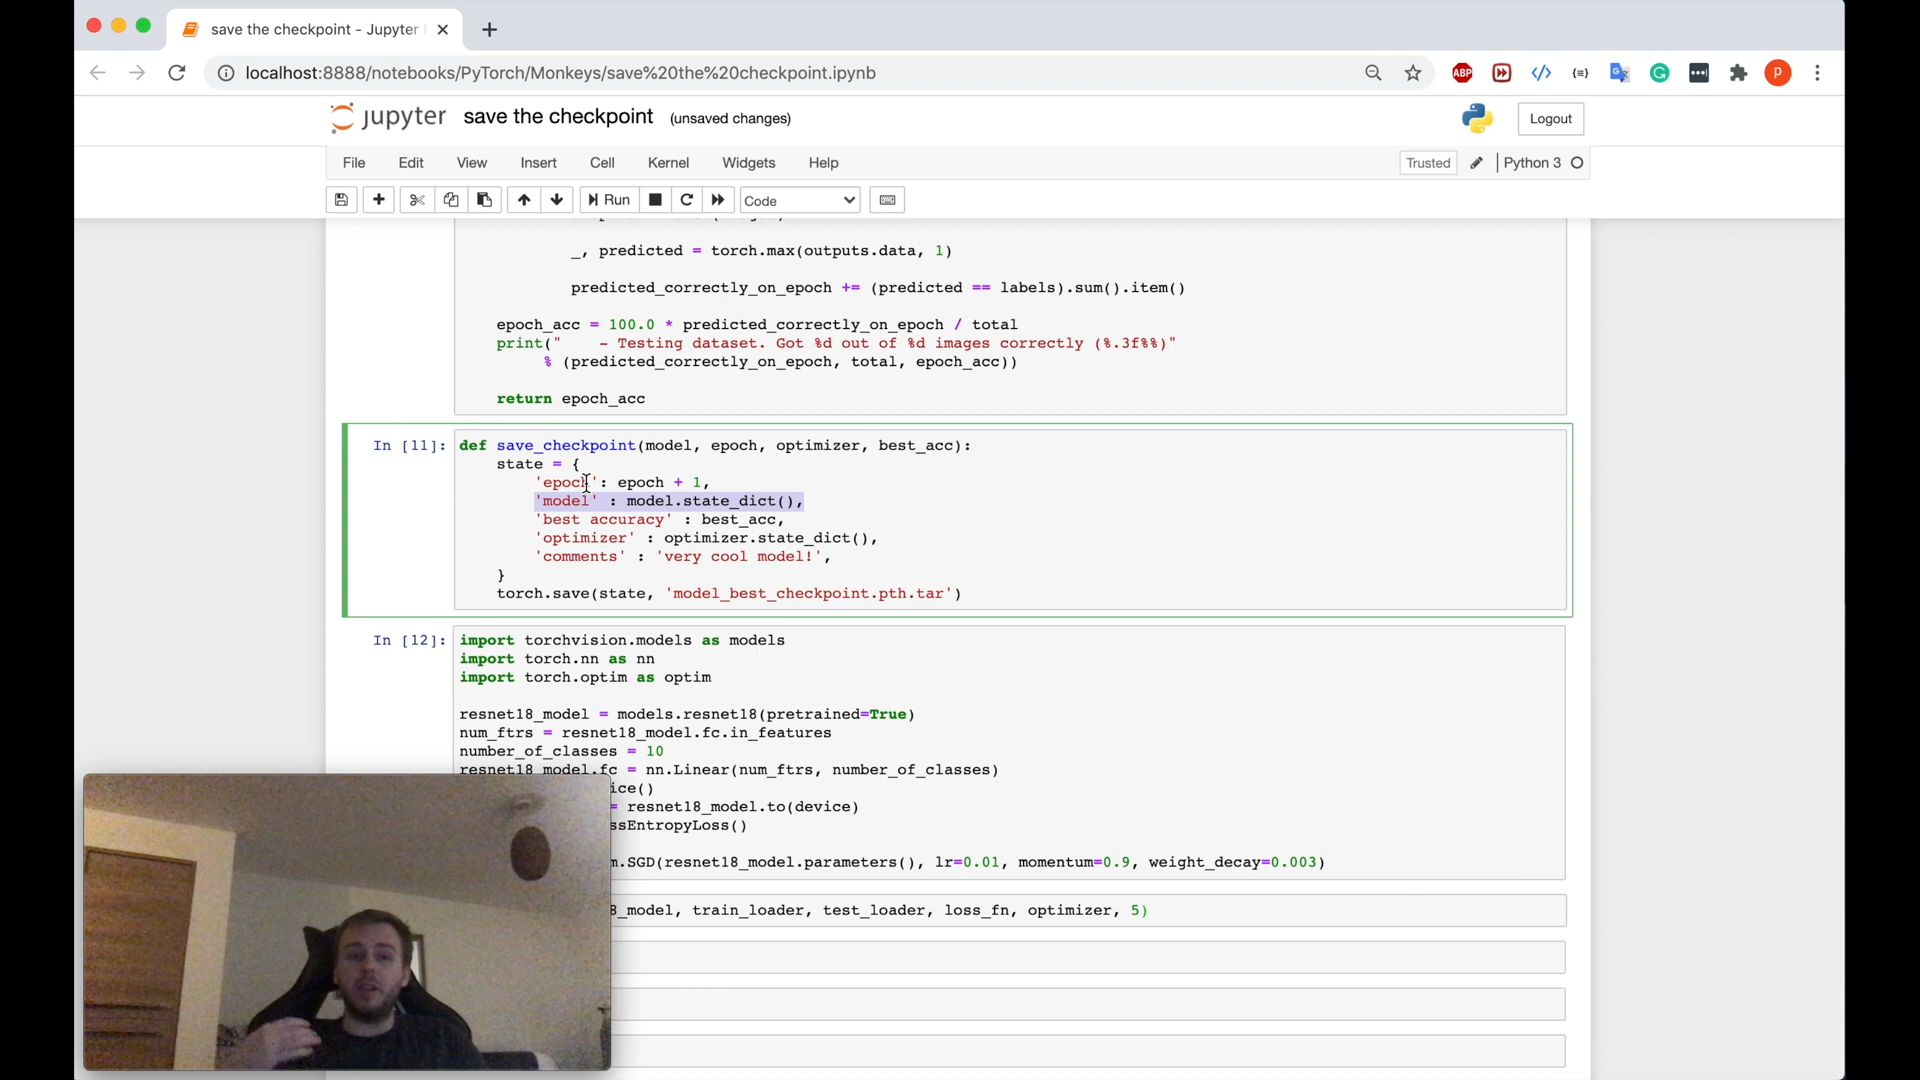 save the checkpoint - Jupyter
localhost:8888/notebooks/PyTorch/Monkeys/save%20the%20checkpoint.ipynb
ABP
P
jupyter save the checkpoint (unsaved changes)
Logout
File Edit View Insert Cell Kernel Widgets Help
Trusted Python 3
Run Code
_, predicted = torch.max(outputs.data, 1)
predicted_correctly_on_epoch += (predicted == labels).sum().item()
epoch_acc = 100.0 * predicted_correctly_on_epoch / total
print("    - Testing dataset. Got %d out of %d images correctly (%.3f%%)"
% (predicted_correctly_on_epoch, total, epoch_acc))
return epoch_acc
In [11]: def save_checkpoint(model, epoch, optimizer, best_acc):
state = {
'epoch': epoch + 1,
'model' : model.state_dict(),
'best accuracy' : best_acc,
'optimizer' : optimizer.state_dict(),
'comments' : 'very cool model!',
}
torch.save(state, 'model_best_checkpoint.pth.tar')
In [12]: import torchvision.models as models
import torch.nn as nn
import torch.optim as optim
resnet18_model = models.resnet18(pretrained=True)
num_ftrs = resnet18_model.fc.in_features
number_of_classes = 10
resnet18_model.fc = nn.Linear(num_ftrs, number_of_classes)
ice()
= resnet18_model.to(device)
ssEntropyLoss()
m.SGD(resnet18_model.parameters(), lr=0.01, momentum=0.9, weight_decay=0.003)
8_model, train_loader, test_loader, loss_fn, optimizer, 5)